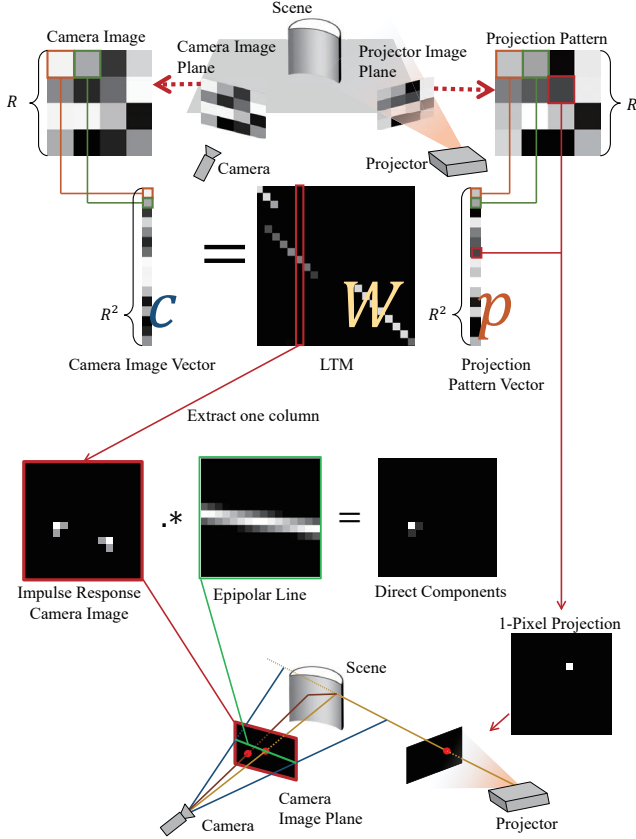 Scene
Camera Image
Camera Image
Plane
Projector Image
Plane
Projection Pattern
R
R
Camera
Projector
=
R²
c
W
R²
p
Camera Image Vector
LTM
Projection
Pattern Vector
Extract one column
.*
=
Impulse Response
Camera Image
Epipolar Line
Direct Components
1-Pixel Projection
Scene
Camera
Image Plane
Camera
Projector